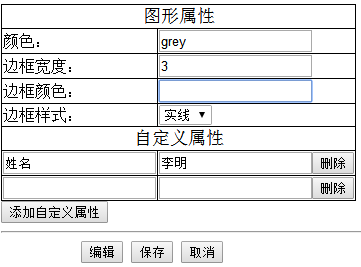 图形属性
颜色： grey
边框宽度： 3
边框颜色：
边框样式： 实线
自定义属性
姓名 李明 删除
删除
添加自定义属性
编辑 保存 取消